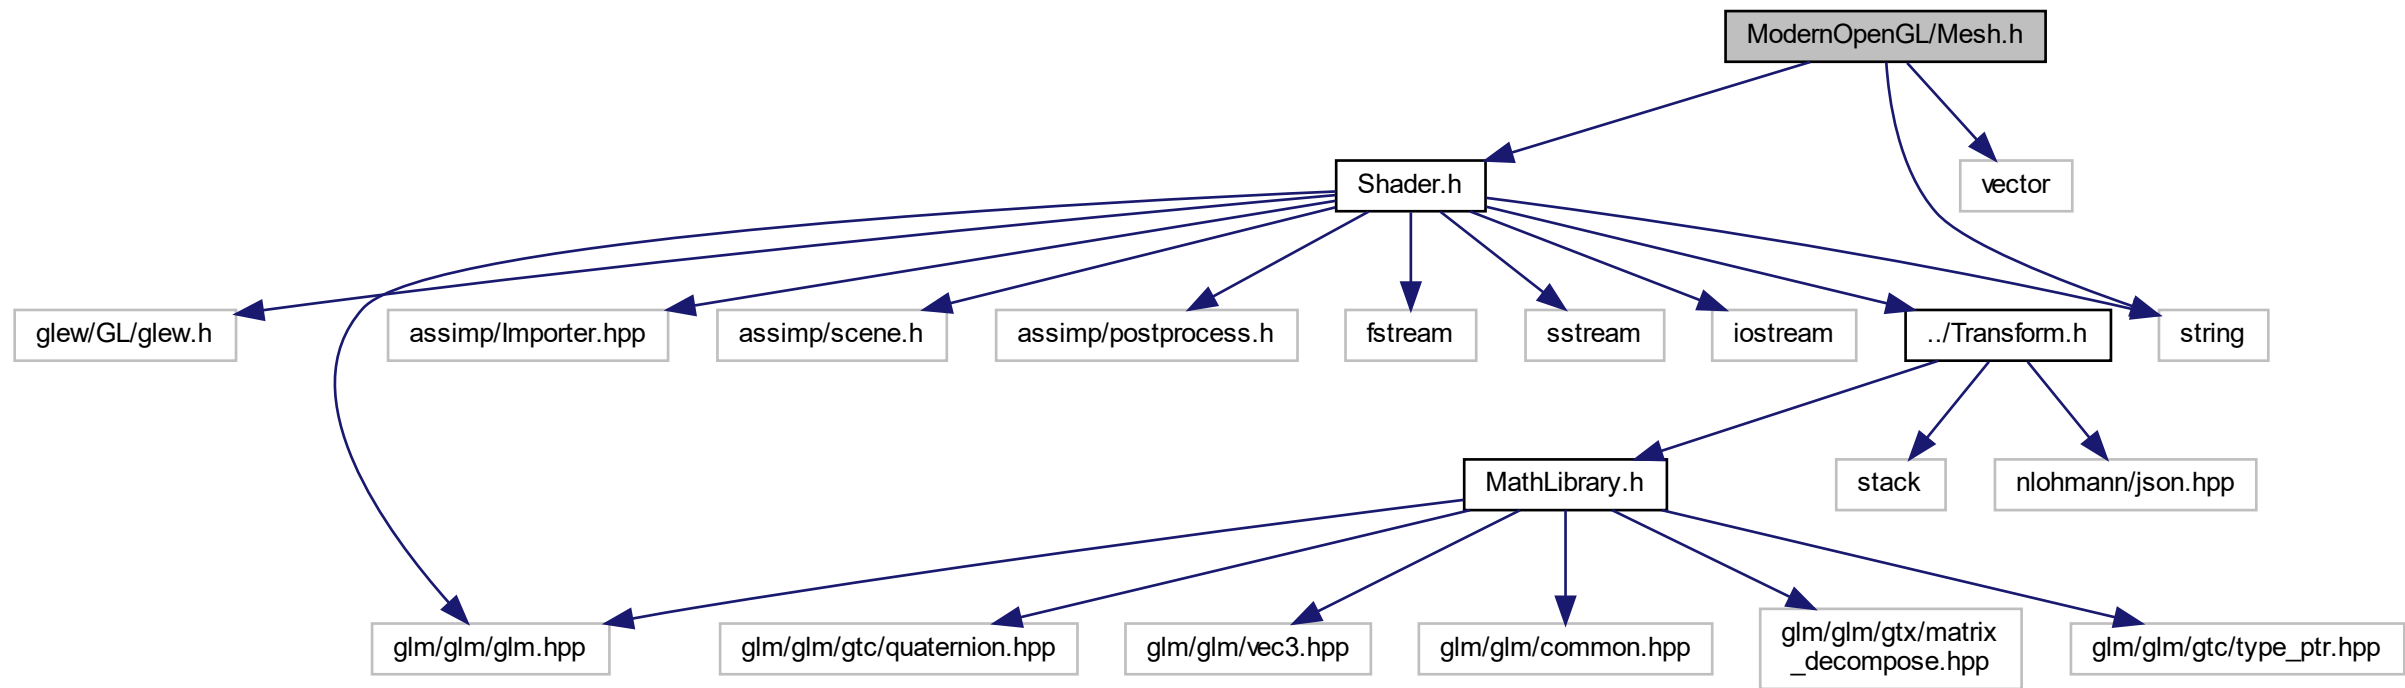 ModernOpenGL/Mesh.h
Shader.h
vector
glew/GL/glew.h
assimp/Importer.hpp
assimp/scene.h
assimp/postprocess.h
fstream
sstream
iostream
../Transform.h
string
MathLibrary.h
stack
nlohmann/json.hpp
glm/glm/glm.hpp
glm/glm/gtc/quaternion.hpp
glm/glm/vec3.hpp
glm/glm/common.hpp
glm/glm/gtx/matrix
_decompose.hpp
glm/glm/gtc/type_ptr.hpp